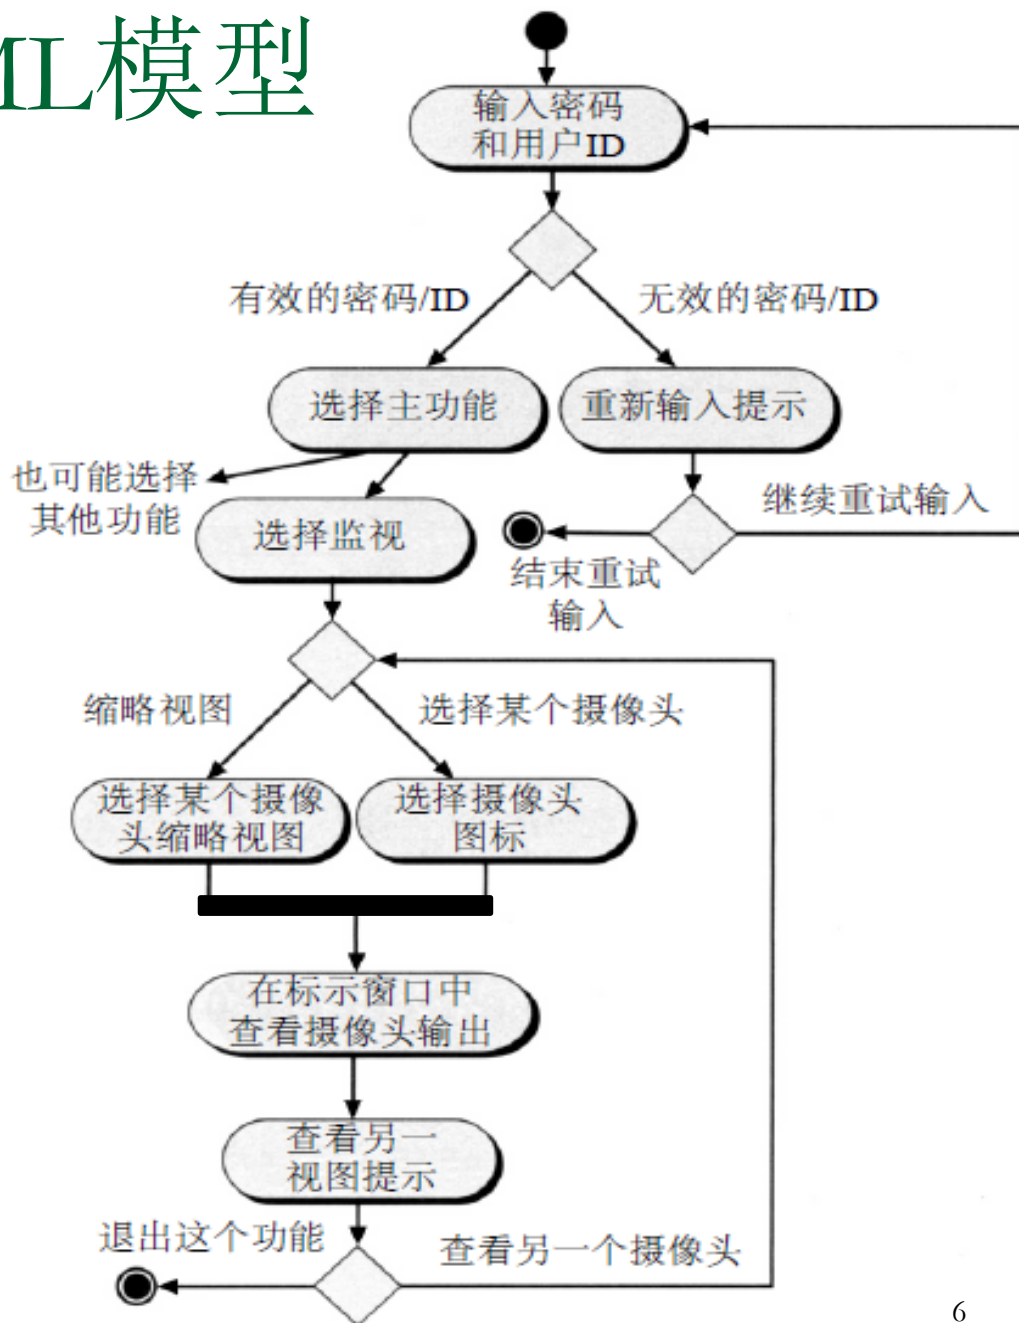 ML模型
输入密码
和用户ID
有效的密码/ID
无效的密码/ID
选择主功能
重新输入提示
也可能选择
其他功能
选择监视
继续重试输入
结束重试
输入
缩略视图
选择某个摄像头
选择某个摄像
头缩略视图
选择摄像头
图标
在标示窗口中
查看摄像头输出
查看另一
视图提示
退出这个功能
查看另一个摄像头
6